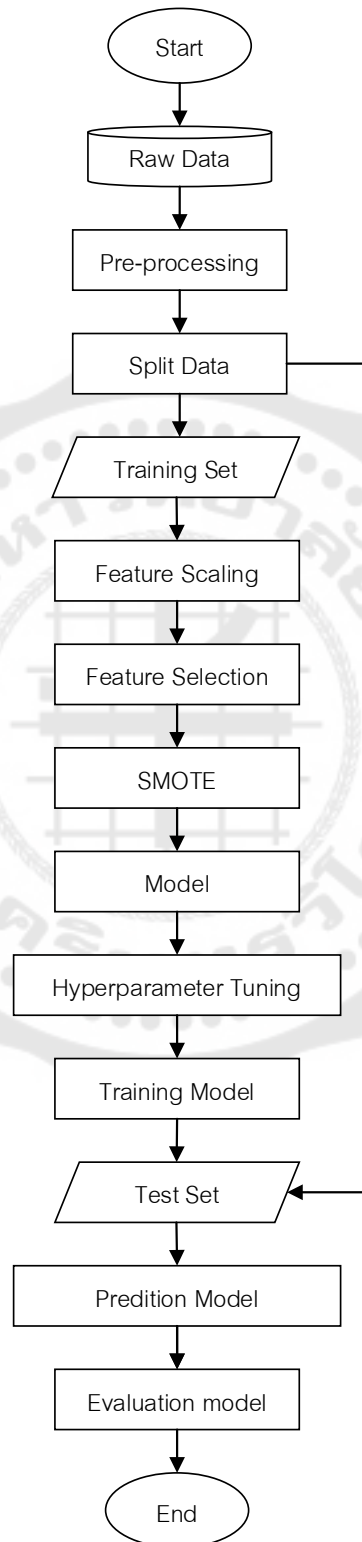 Start
Raw Data
Pre-processing
Split Data
Training Set
Feature Scaling
Feature Selection
SMOTE
Model
Hyperparameter Tuning
Training Model
Test Set
Predition Model
Evaluation model
End